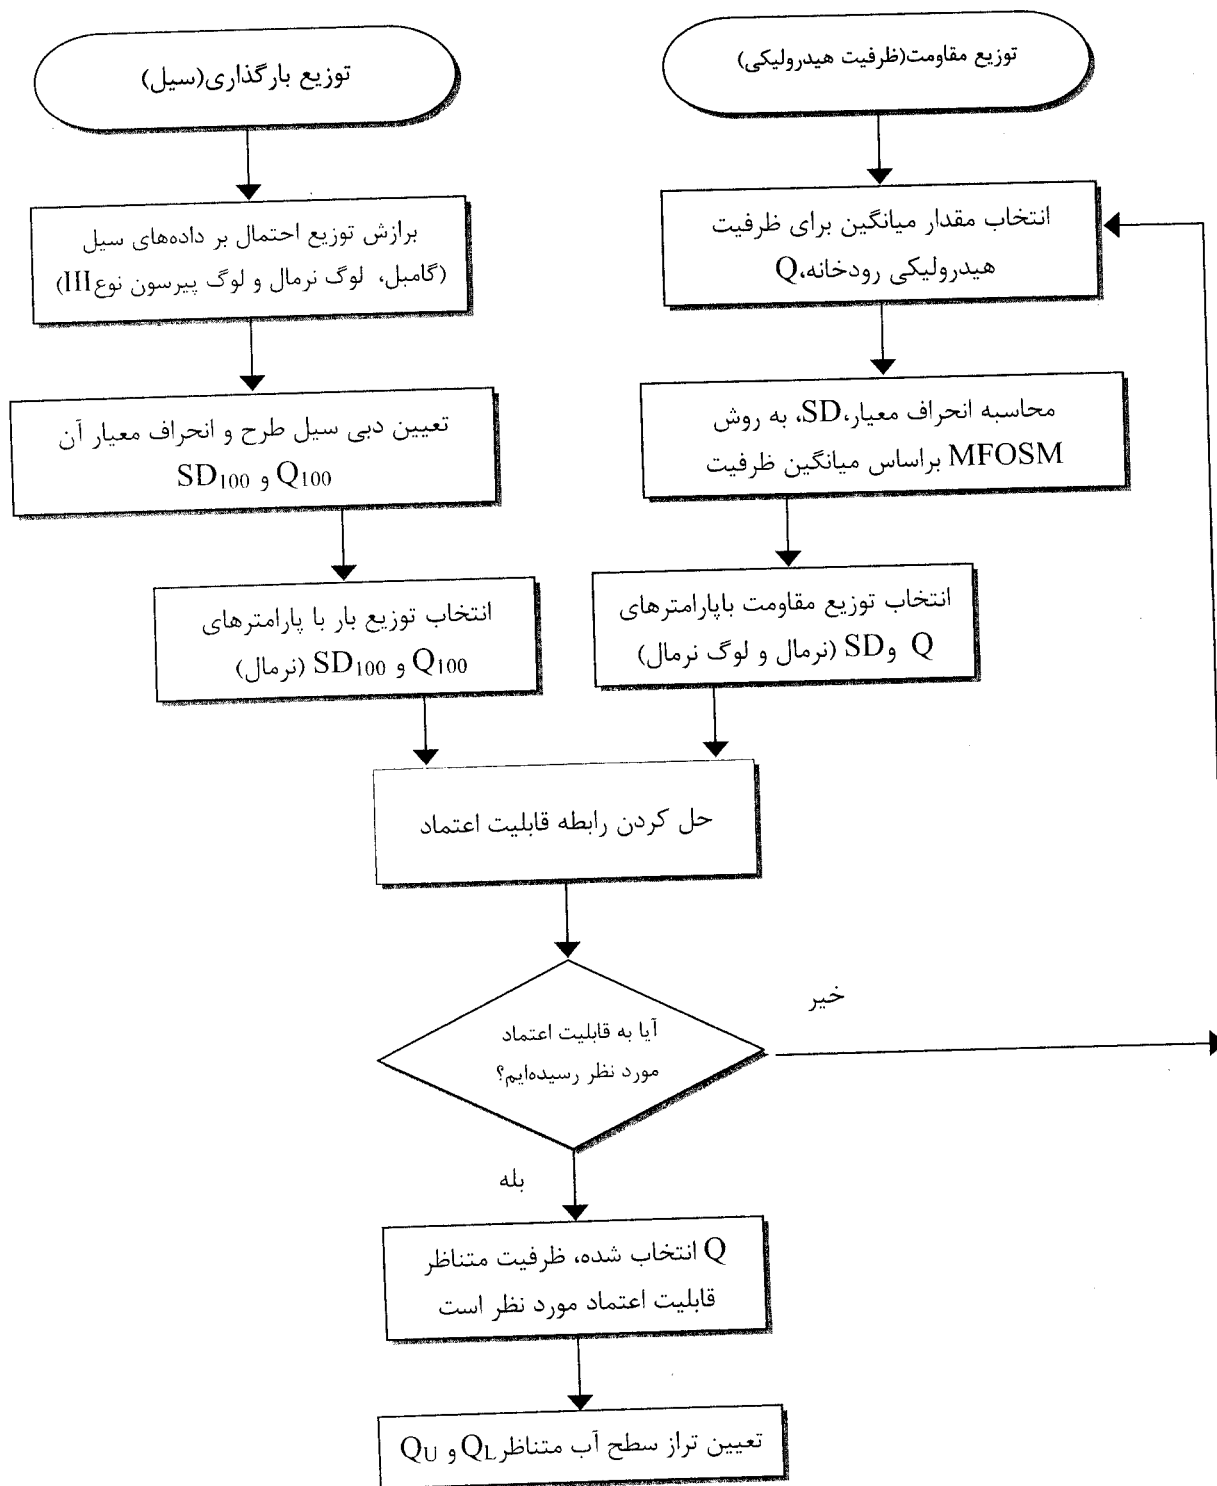 توزیع مقاومت(ظرفیت هیدرولیکی)
توزیع بارگذاری(سیل)
انتخاب مقدار میانگین برای ظرفیت
هیدرولیکی رودخانه،Q
برازش توزیع احتمال بر داده‌های سیل
(گامبل، لوگ نرمال و لوگ پیرسون نوعIII)
محاسبه انحراف معیار،SD، به روش
MFOSM براساس میانگین ظرفیت
تعیین دبی سیل طرح و انحراف معیار آن
Q100 و SD100
انتخاب توزیع مقاومت باپارامترهای
Q وSD (نرمال و لوگ نرمال)
انتخاب توزیع بار با پارامترهای
Q100 و SD100 (نرمال)
حل کردن رابطه قابلیت اعتماد
آیا به قابلیت اعتماد
مورد نظر رسیده‌ایم؟
خیر
بله
Q انتخاب شده، ظرفیت متناظر
قابلیت اعتماد مورد نظر است
تعیین تراز سطح آب متناظرQL و QU